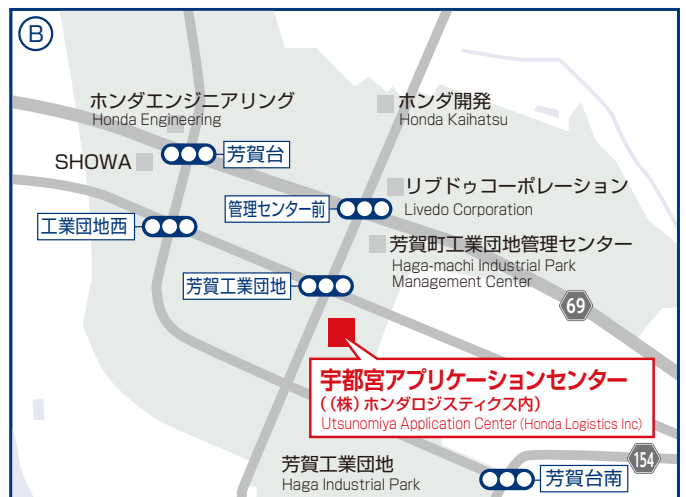 B
ホンダエンジニアリング
Honda Engineering
ホンダ開発
Honda Kaihatsu
SHOWA
芳賀台
リブドゥコーポレーション
Livedo Corporation
管理センター前
工業団地西
芳賀町工業団地管理センター
Haga-machi Industrial Park
Management Center
芳賀工業団地
69
宇都宮アプリケーションセンター
((株)ホンダロジスティクス内)
Utsunomiya Application Center (Honda Logistics Inc)
芳賀工業団地
Haga Industrial Park
154
芳賀台南